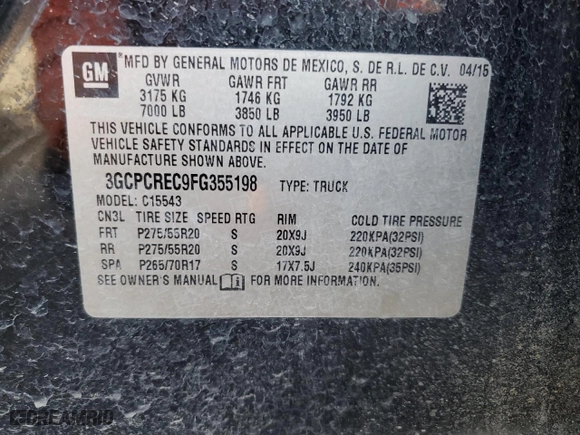 GM
MFD BY GENERAL MOTORS DE MEXICO, S. DE R.L. DE C.V. 04/15
GVWR GAWR FRT GAWR RR
3175 KG 1746 KG 1792 KG
7000 LB 3850 LB 3950 LB
THIS VEHICLE CONFORMS TO ALL APPLICABLE U.S. FEDERAL MOTOR
VEHICLE SAFETY STANDARDS IN EFFECT ON THE DATE OF
MANUFACTURE SHOWN ABOVE.
3GCPCREC9FG355198 TYPE: TRUCK
MODEL: C15543
CN3L TIRE SIZE SPEED RTG RIM COLD TIRE PRESSURE
FRT P275/55R20 S 20X9J 220KPA(32PSI)
RR P275/55R20 S 20X9J 220KPA(32PSI)
SPA P265/70R17 S 17X7.5J 240KPA(35PSI)
SEE OWNER'S MANUAL i FOR MORE INFORMATION.
DREAMRID